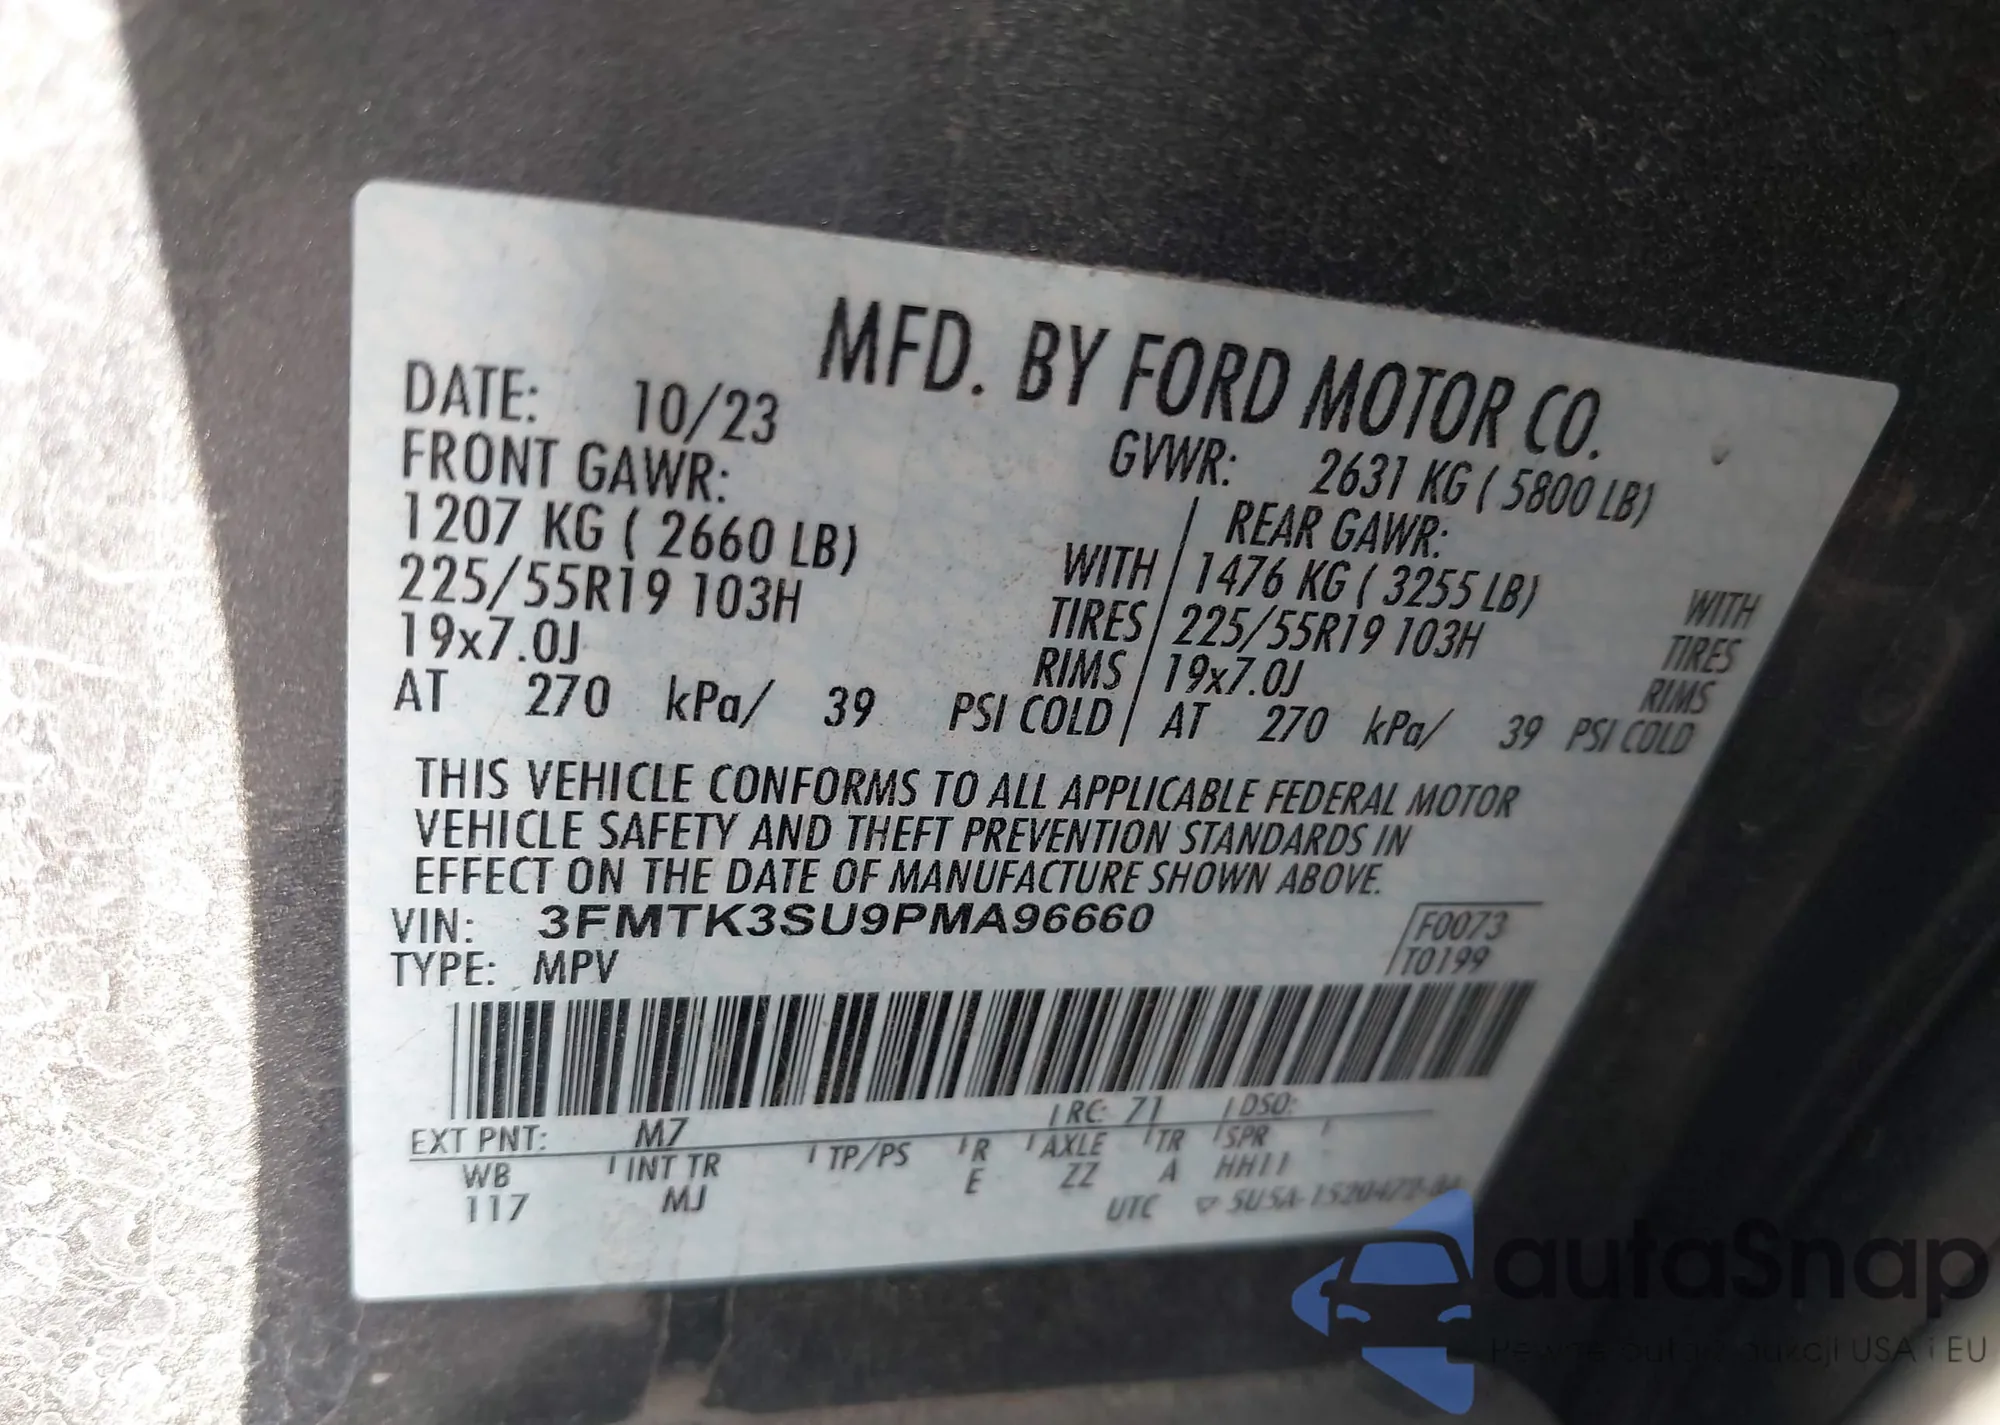 MFD. BY FORD MOTOR CO.
DATE: 10/23
GVWR: 2631 KG ( 5800 LB)
FRONT GAWR:
REAR GAWR:
1207 KG ( 2660 LB) WITH
1476 KG ( 3255 LB) WITH
225/55R19 103H TIRES
225/55R19 103H TIRES
19x7.0J RIMS
19x7.0J RIMS
AT 270 kPa/ 39 PSI COLD
AT 270 kPa/ 39 PSI COLD
THIS VEHICLE CONFORMS TO ALL APPLICABLE FEDERAL MOTOR
VEHICLE SAFETY AND THEFT PREVENTION STANDARDS IN
EFFECT ON THE DATE OF MANUFACTURE SHOWN ABOVE.
VIN: 3FMTK3SU9PMA96660
F0073
TYPE: MPV
T0199
EXT PNT: M7 RC: 71 DSO:
WB INT TR TP/PS R AXLE TR SPR
117 MJ E ZZ A HH11
UTC
autaSnap
USA i EU